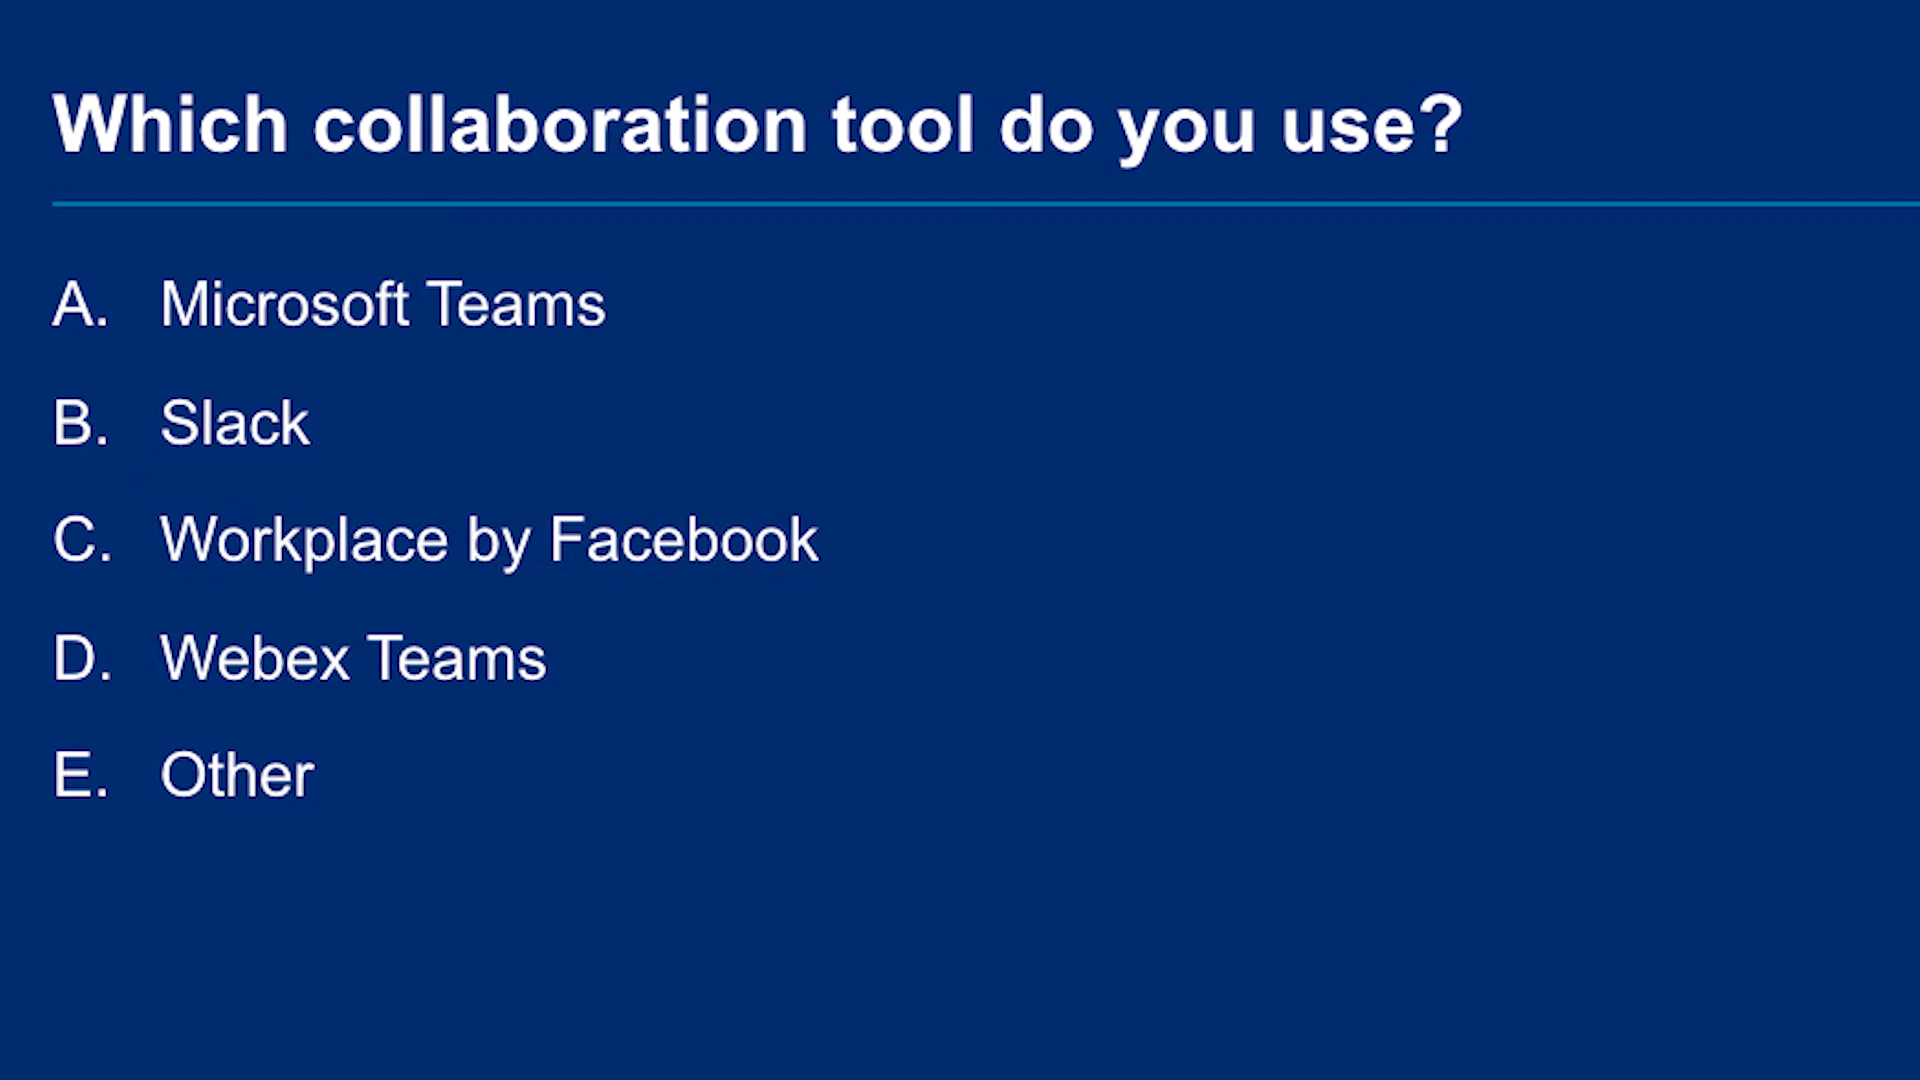 Which collaboration tool do you use?
A. Microsoft Teams
B. Slack
C. Workplace by Facebook
D. Webex Teams
E. Other